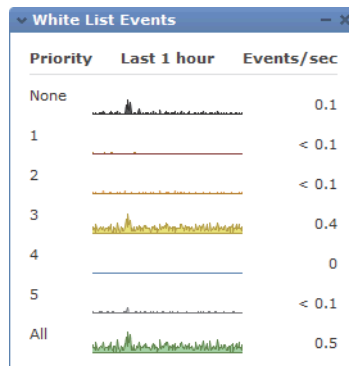 White List Events
Priority Last 1 hour Events/sec
None 0.1
1 < 0.1
2 < 0.1
3 0.4
4 0
5 < 0.1
All 0.5